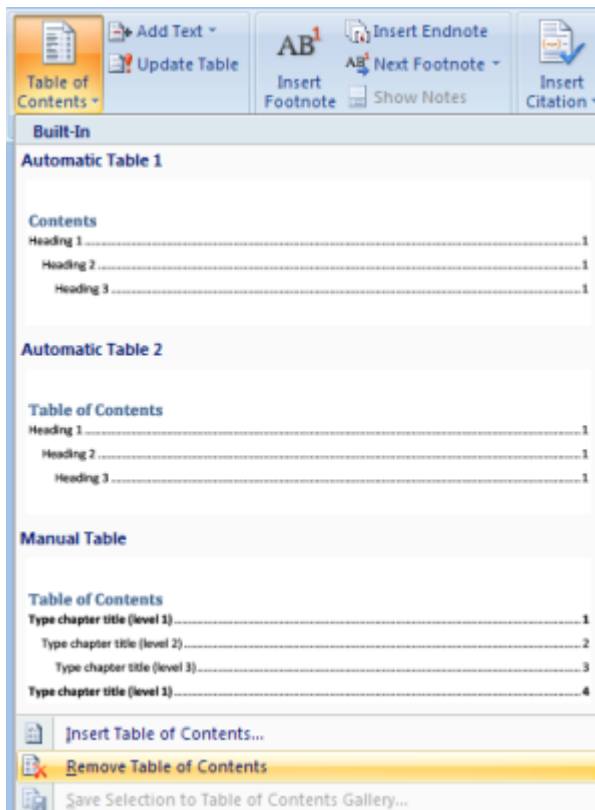 Add Text
Insert Endnote
Update Table
AB1
AB1 Next Footnote
Table of Contents
Insert Footnote
Show Notes
Insert Citation
Built-In
Automatic Table 1
Contents
Heading 1...1
Heading 2...1
Heading 3...1
Automatic Table 2
Table of Contents
Heading 1...1
Heading 2...1
Heading 3...1
Manual Table
Table of Contents
Type chapter title (level 1)...1
Type chapter title (level 2)...2
Type chapter title (level 3)...3
Type chapter title (level 1)...4
Insert Table of Contents...
Remove Table of Contents
Save Selection to Table of Contents Gallery...